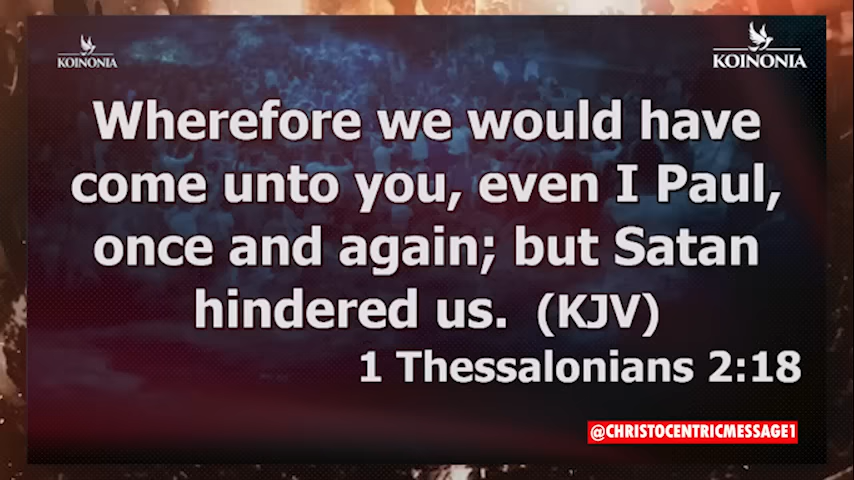 KOINONIA
KOINONIA
Wherefore we would have
come unto you, even I Paul,
once and again; but Satan
hindered us. (KJV)
1 Thessalonians 2:18
@CHRISTOCENTRICMESSAGE1